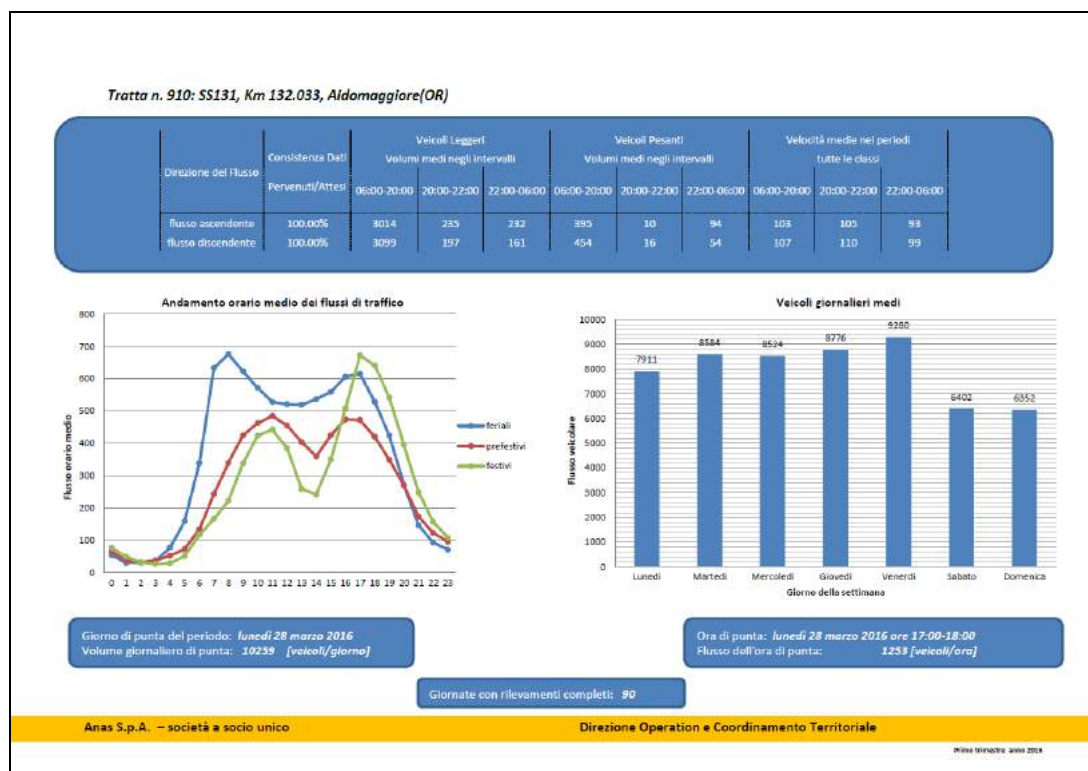 Tratta n. 910: SS131, Km 132.033, Aidomaggiore(OR)
Direzione del Flusso
Consistenza Dati
Pervenuti/Attesi
Veicoli Leggeri
Volumi medi negli intervalli
Veicoli Pesanti
Volumi medi negli intervalli
Velocità medie nei periodi
tutte le classi
06:00-20:00 20:00-22:00 22:00-06:00 06:00-20:00 20:00-22:00 22:00-06:00 06:00-20:00 20:00-22:00 22:00-06:00
flusso ascendente 100.00% 3014 235 232 395 10 94 103 105 93
flusso discendente 100.00% 3099 197 161 454 16 54 107 110 99
Andamento orario medio dei flussi di traffico
Flusso orario medio
800
700
600
500
400
300
200
100
0
0 1 2 3 4 5 6 7 8 9 10 11 12 13 14 15 16 17 18 19 20 21 22 23
feriali
prefestivi
festivi
Veicoli giornalieri medi
Flusso veicolare
10000
9000
8000
7000
6000
5000
4000
3000
2000
1000
0
7911 8584 8524 8776 9280 6402 6352
Lunedì Martedì Mercoledì Giovedì Venerdì Sabato Domenica
Giorno della settimana
Giorno di punta del periodo: lunedì 28 marzo 2016
Volume giornaliero di punta: 10259 [veicoli/giorno]
Ora di punta: lunedì 28 marzo 2016 ore 17:00-18:00
Flusso dell'ora di punta: 1253 [veicoli/ora]
Giornate con rilevamenti completi: 90
Anas S.p.A. – società a socio unico
Direzione Operation e Coordinamento Territoriale
Primo trimestre anno 2016